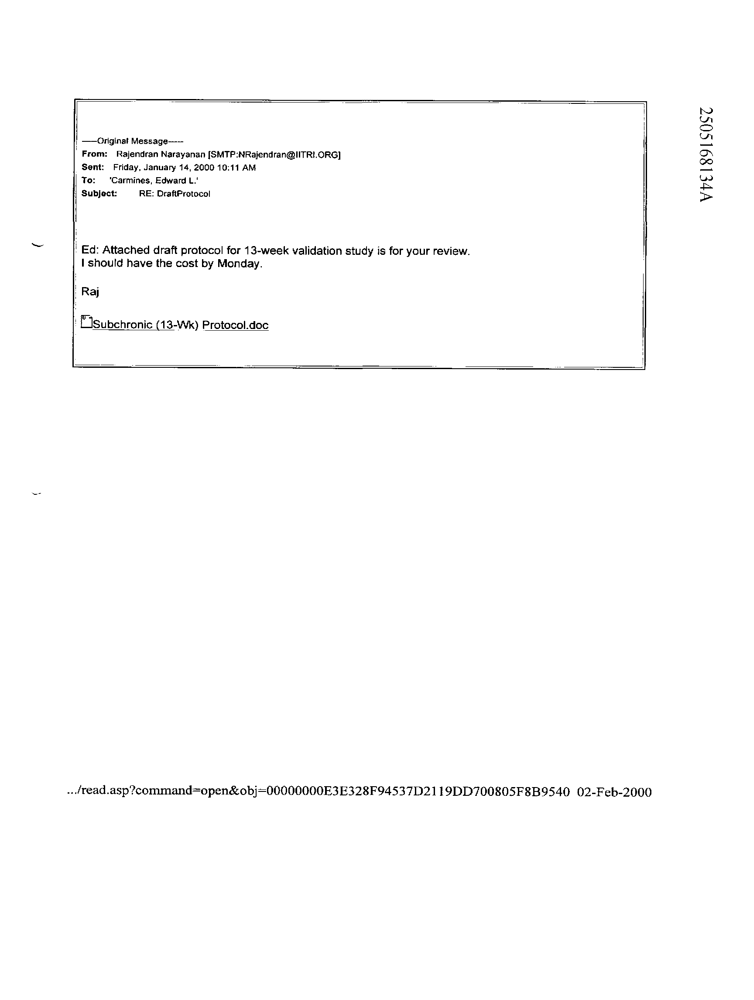 2505168134A
-----Original Message-----
From: Rajendran Narayanan [SMTP:NRajendran@IITRI.ORG]
Sent: Friday, January 14, 2000 10:11 AM
To: 'Carmines, Edward L.'
Subject: RE: DraftProtocol
Ed: Attached draft protocol for 13-week validation study is for your review.
I should have the cost by Monday.
Raj
Subchronic (13-Wk) Protocol.doc
.../read.asp?command=open&obj=00000000E3E328F94537D2119DD700805F8B9540 02-Feb-2000